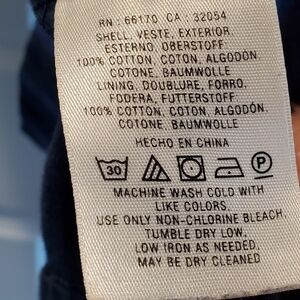 RN : 66170 CA : 32054
SHELL, VESTE, EXTERIOR
ESTERNO, OBERSTOFF
100% COTTON, COTON, ALGODÓN,
COTONE, BAUMWOLLE
LINING, DOUBLURE, FORRO,
FODERA, FUTTERSTOFF
100% COTTON, COTON, ALGODÓN,
COTONE, BAUMWOLLE
HECHO EN CHINA
30 P
MACHINE WASH COLD WITH
LIKE COLORS.
USE ONLY NON-CHLORINE BLEACH.
TUMBLE DRY LOW.
LOW IRON AS NEEDED.
MAY BE DRY CLEANED